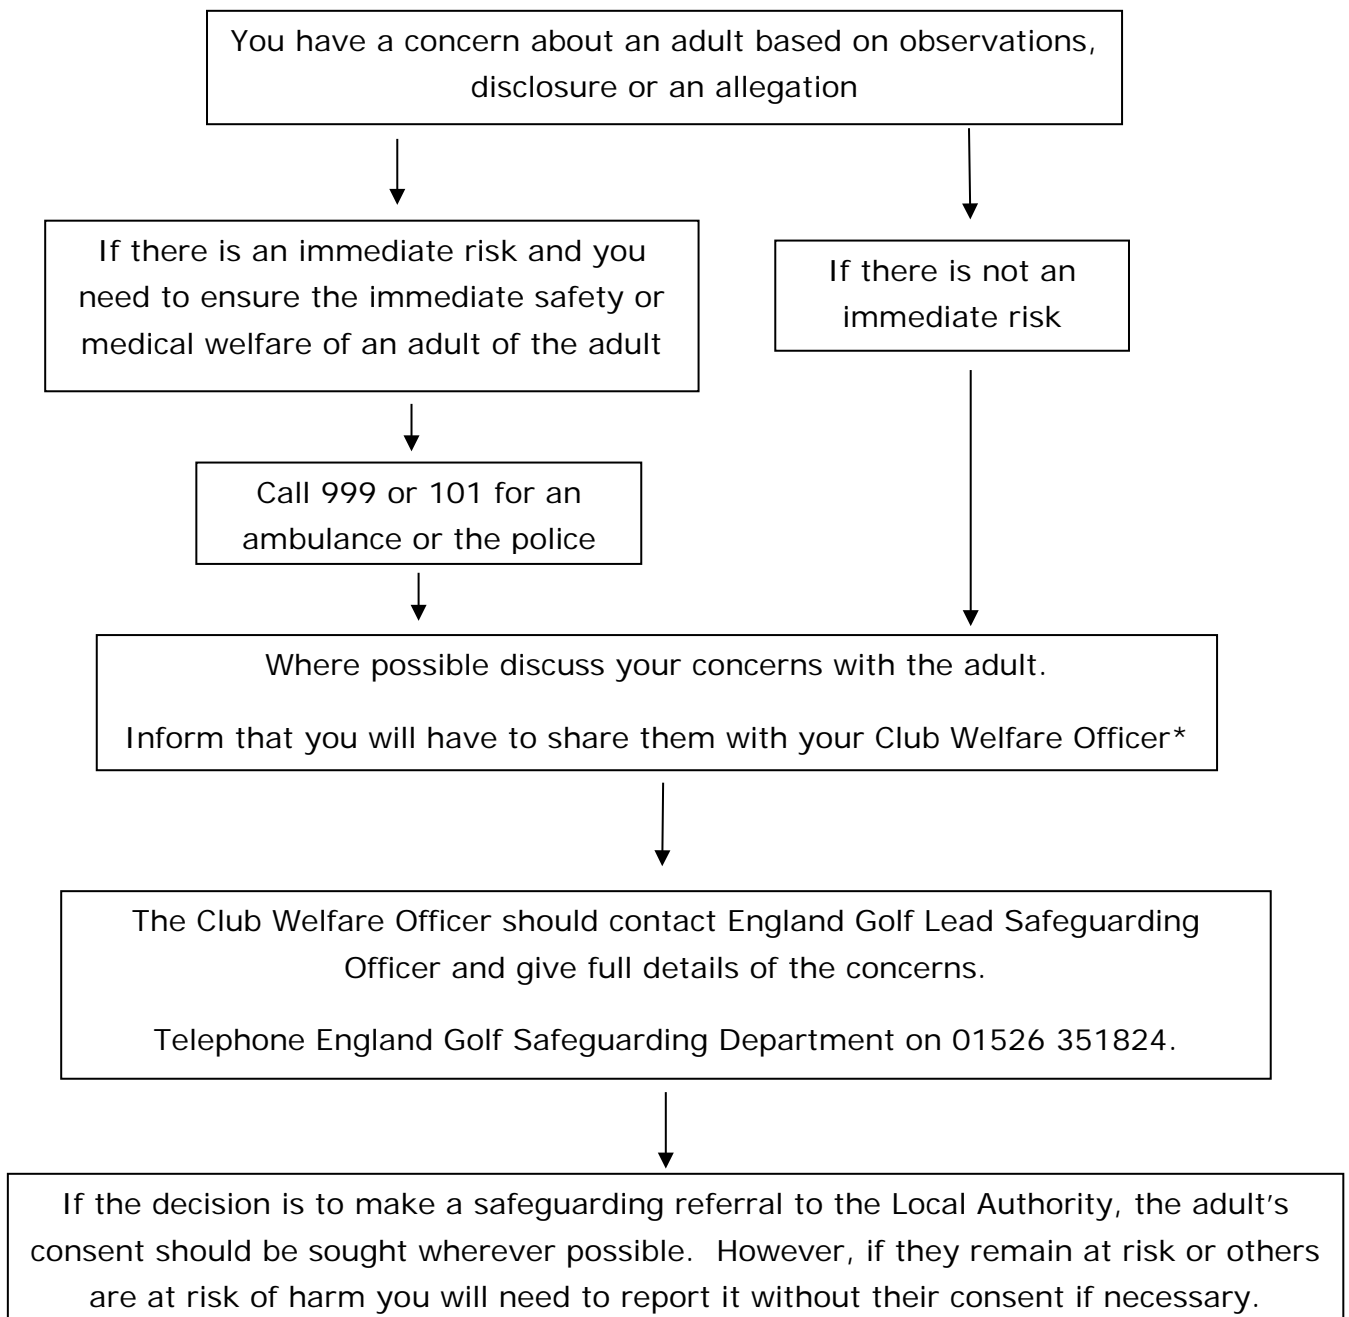 You have a concern about an adult based on observations,
disclosure or an allegation
If there is an immediate risk and you
need to ensure the immediate safety or
medical welfare of an adult of the adult
If there is not an
immediate risk
Call 999 or 101 for an
ambulance or the police
Where possible discuss your concerns with the adult.
Inform that you will have to share them with your Club Welfare Officer*
The Club Welfare Officer should contact England Golf Lead Safeguarding
Officer and give full details of the concerns.
Telephone England Golf Safeguarding Department on 01526 351824.
If the decision is to make a safeguarding referral to the Local Authority, the adult’s
consent should be sought wherever possible.  However, if they remain at risk or others
are at risk of harm you will need to report it without their consent if necessary.